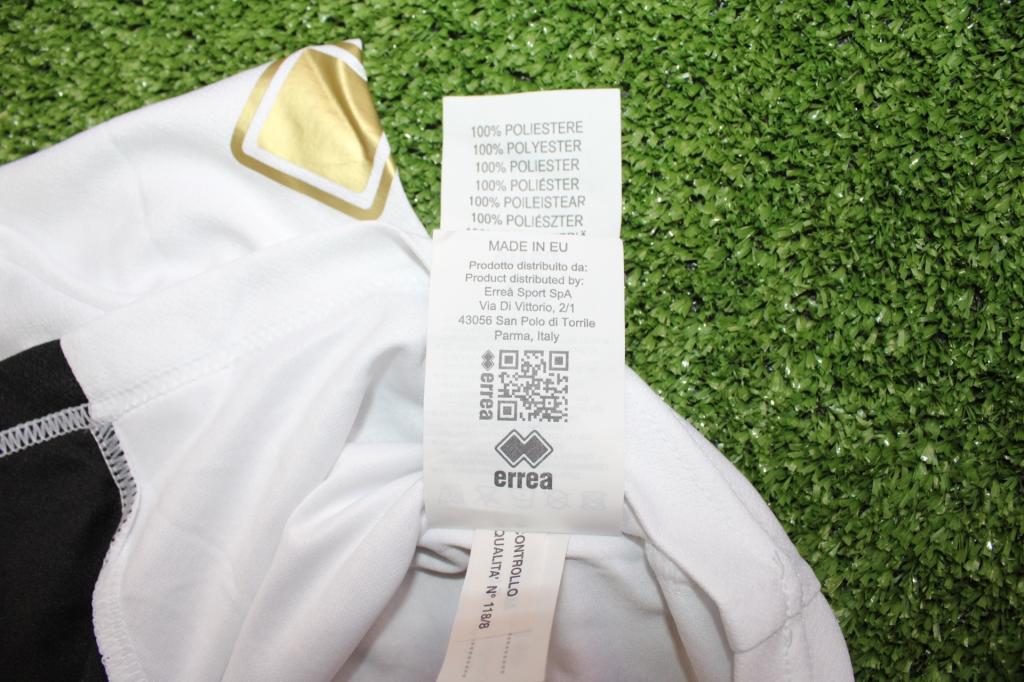 100% POLIESTERE
100% POLYESTER
100% POLIESTER
100% POLIÉSTER
100% POILEISTEAR
100% POLIÉSZTER
MADE IN EU
Prodotto distribuito da:
Product distributed by:
Erreà Sport SpA
Via Di Vittorio, 2/1
43056 San Polo di Torrile
Parma, Italy
errea
errea
CONTROLLO
QUALITA' N° 118/B